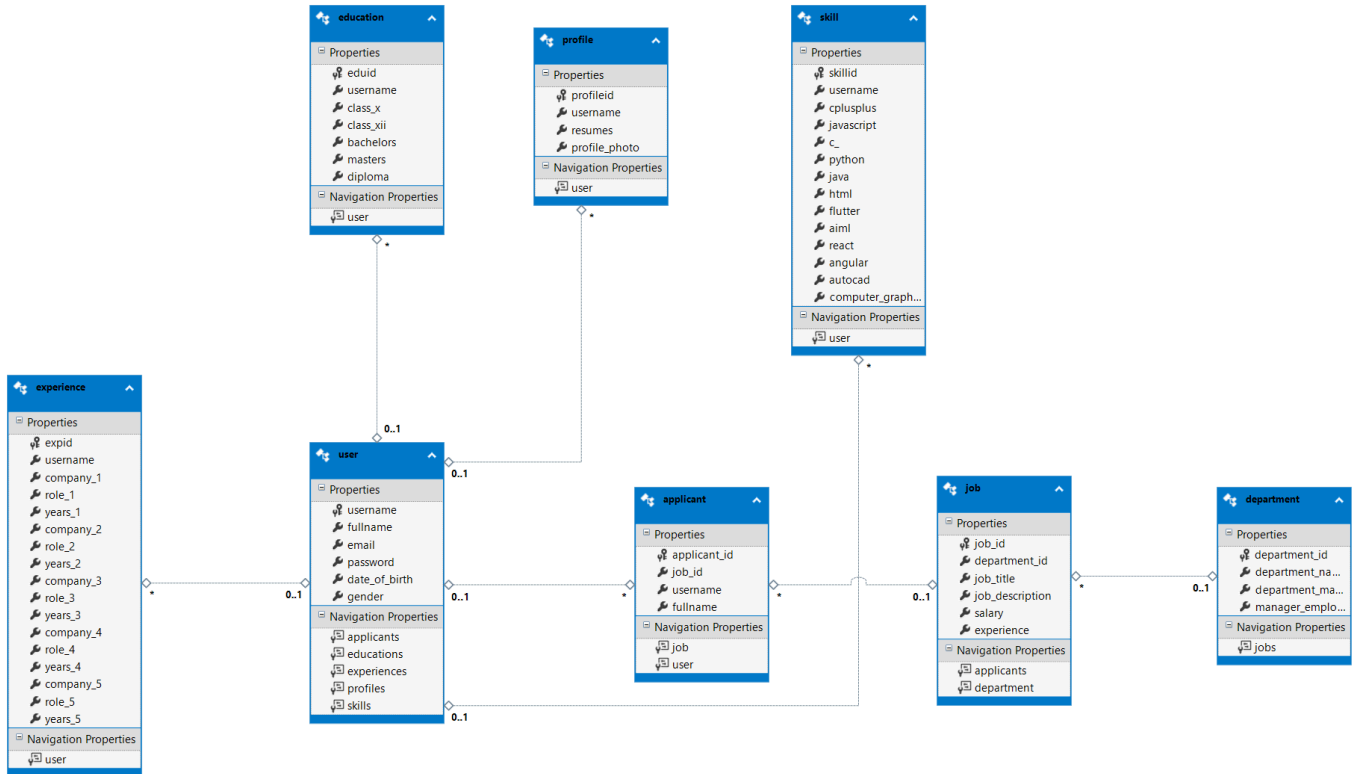 education
Properties
eduid
username
class_x
class_xii
bachelors
masters
diploma
Navigation Properties
user
*
0..1
profile
Properties
profileid
username
resumes
profile_photo
Navigation Properties
user
*
0..1
skill
Properties
skillid
username
cplusplus
javascript
c_
python
java
html
flutter
aiml
react
angular
autocad
computer_graph...
Navigation Properties
user
*
0..1
experience
Properties
expid
username
company_1
role_1
years_1
company_2
role_2
years_2
company_3
role_3
years_3
company_4
role_4
years_4
company_5
role_5
years_5
Navigation Properties
user
*
0..1
user
Properties
username
fullname
email
password
date_of_birth
gender
Navigation Properties
applicants
educations
experiences
profiles
skills
0..1
*
applicant
Properties
applicant_id
job_id
username
fullname
Navigation Properties
job
user
*
0..1
job
Properties
job_id
department_id
job_title
job_description
salary
experience
Navigation Properties
applicants
department
*
0..1
department
Properties
department_id
department_na...
department_ma...
manager_emplo...
Navigation Properties
jobs